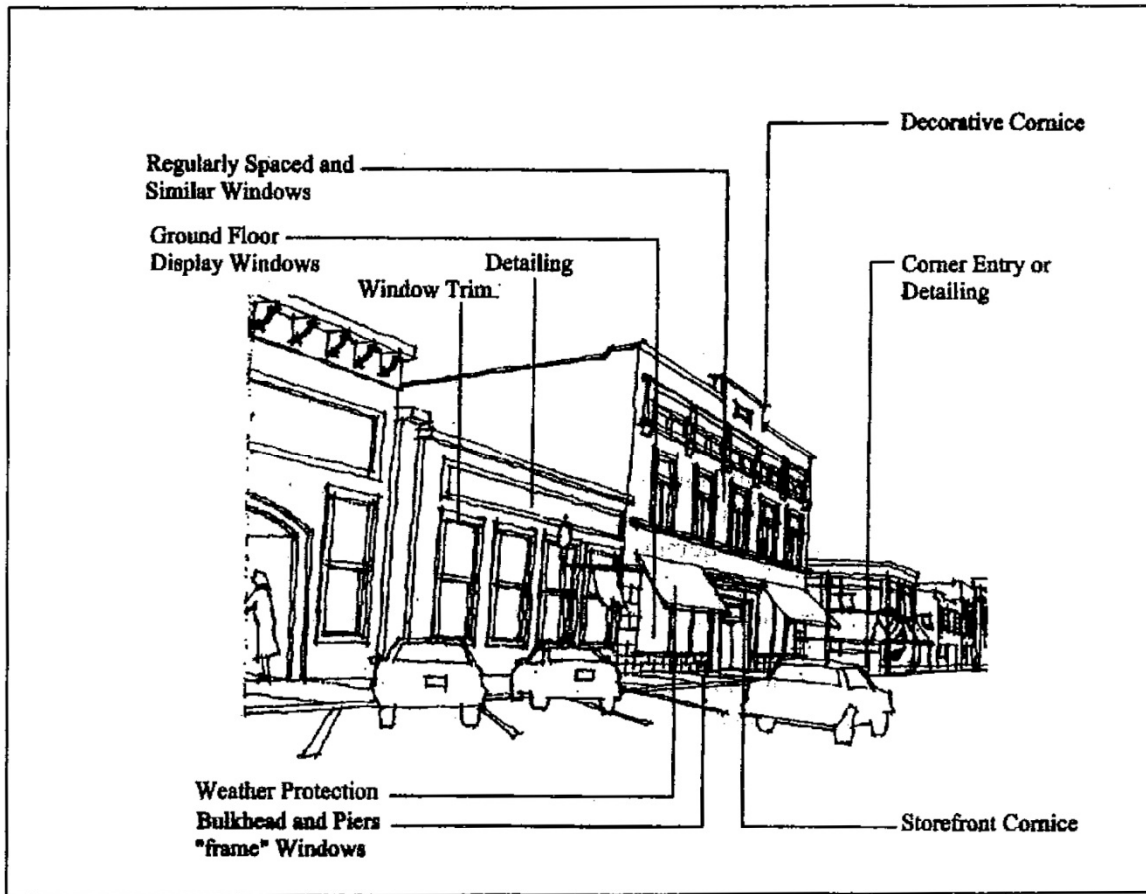 Decorative Cornice
Regularly Spaced and
Similar Windows
Ground Floor
Display Windows
Detailing
Window Trim
Corner Entry or
Detailing
Weather Protection
Bulkhead and Piers
"frame" Windows
Storefront Cornice